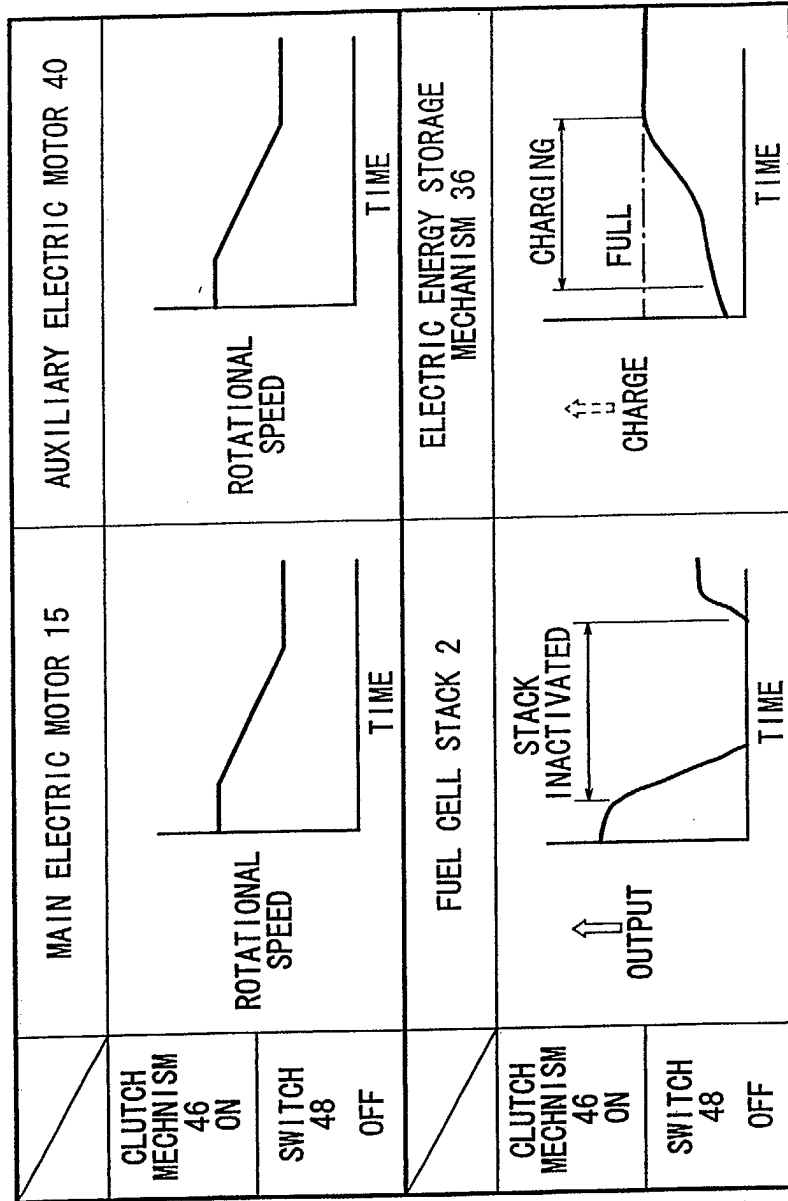 MAIN ELECTRIC MOTOR 15
AUXILIARY ELECTRIC MOTOR 40
CLUTCH
MECHNISM
46
ON
SWITCH
48
OFF
ROTATIONAL
SPEED
TIME
ROTATIONAL
SPEED
TIME
FUEL CELL STACK 2
ELECTRIC ENERGY STORAGE
MECHANISM 36
CLUTCH
MECHNISM
46
ON
SWITCH
48
OFF
OUTPUT
STACK
INACTIVATED
TIME
CHARGE
CHARGING
FULL
TIME